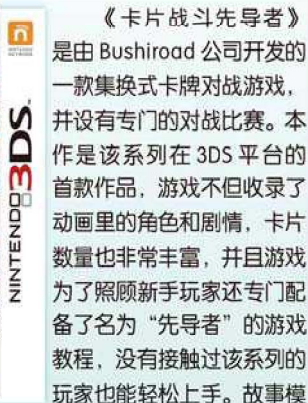 《卡片战斗先导者》
是由 Bushiroad 公司开发的
一款集换式卡牌对战游戏，
并设有专门的对战比赛。本
作是该系列在 3DS 平台的
首款作品，游戏不但收录了
动画里的角色和剧情，卡片
数量也非常丰富，并且游戏
为了照顾新手玩家还专门配
备了名为“先导者”的游戏
教程，没有接触过该系列的
玩家也能轻松上手。故事模
NINTENDO3DS